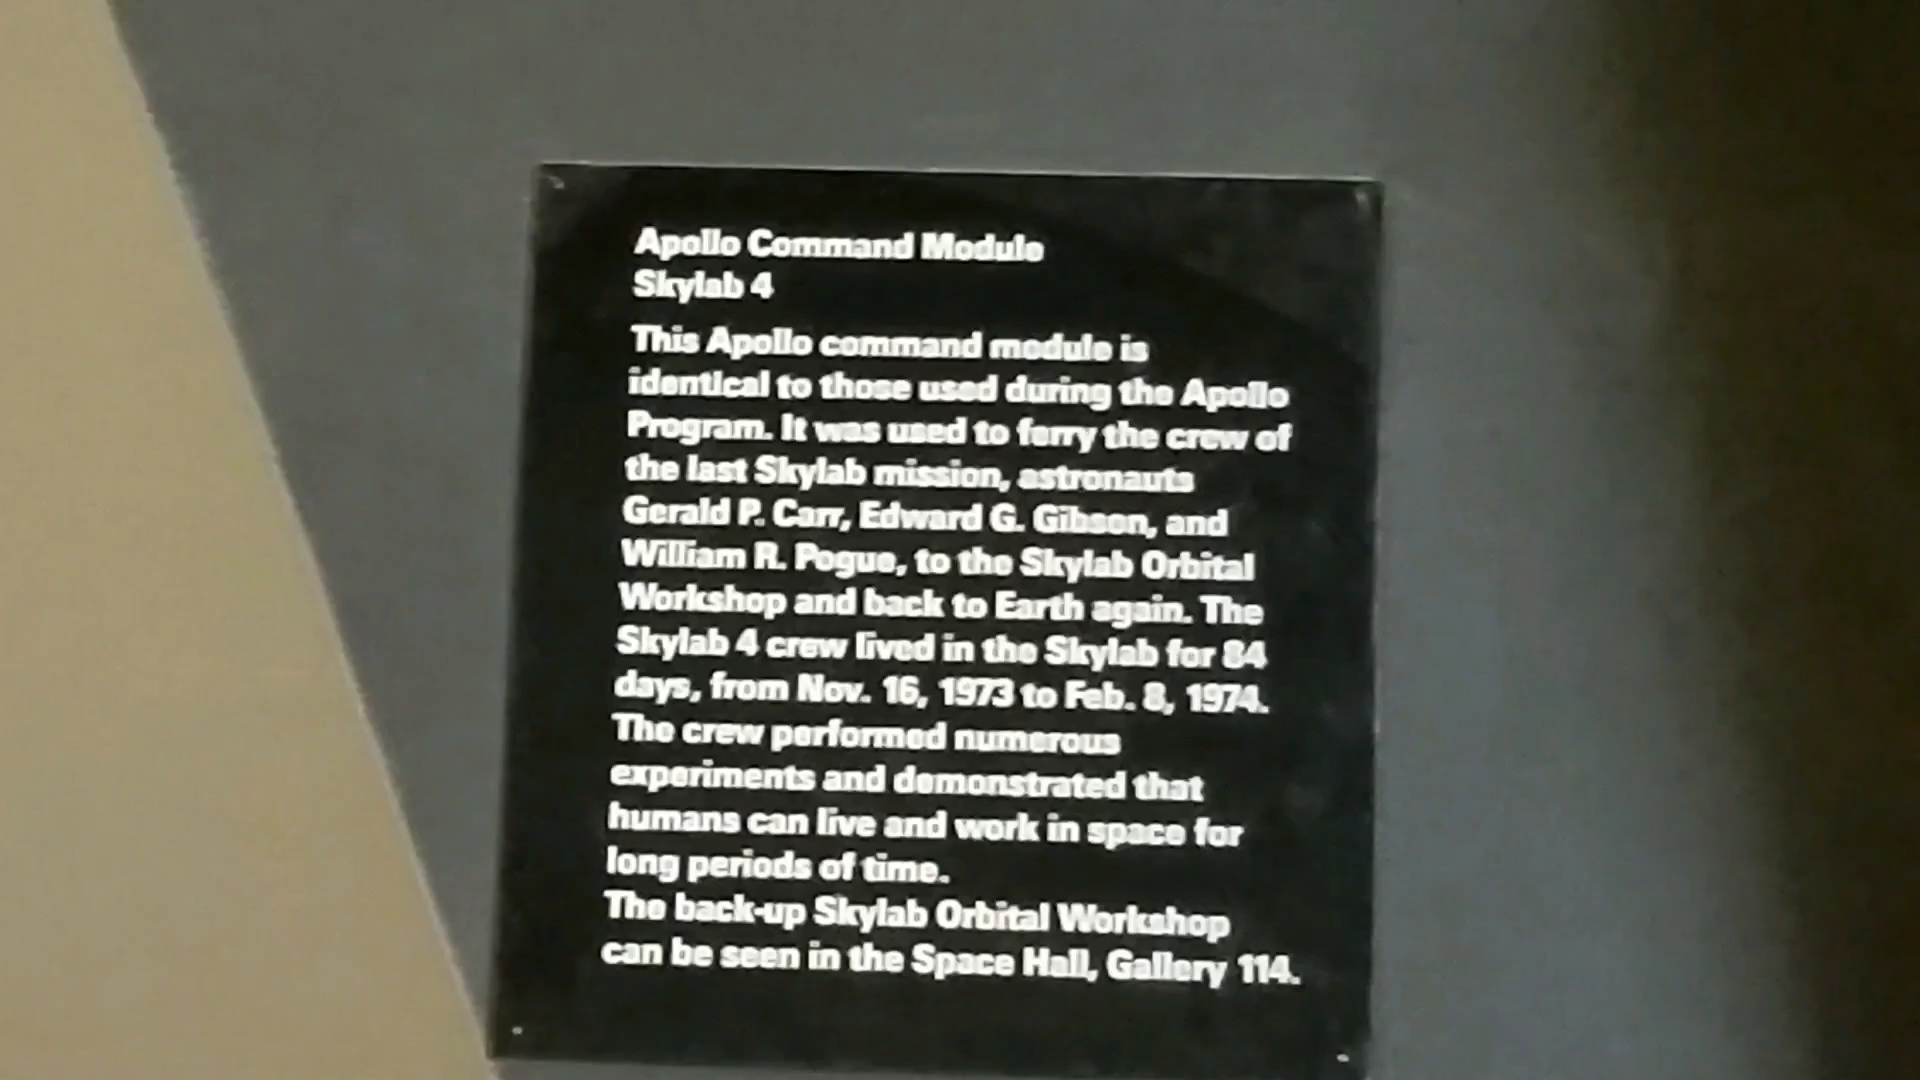 Apollo Command Module
Skylab 4
This Apollo command module is
identical to those used during the Apollo
Program. It was used to ferry the crew of
the last Skylab mission, astronauts
Gerald P. Carr, Edward G. Gibson, and
William R. Pogue, to the Skylab Orbital
Workshop and back to Earth again. The
Skylab 4 crew lived in the Skylab for 84
days, from Nov. 16, 1973 to Feb. 8, 1974.
The crew performed numerous
experiments and demonstrated that
humans can live and work in space for
long periods of time.
The back-up Skylab Orbital Workshop
can be seen in the Space Hall, Gallery 114.